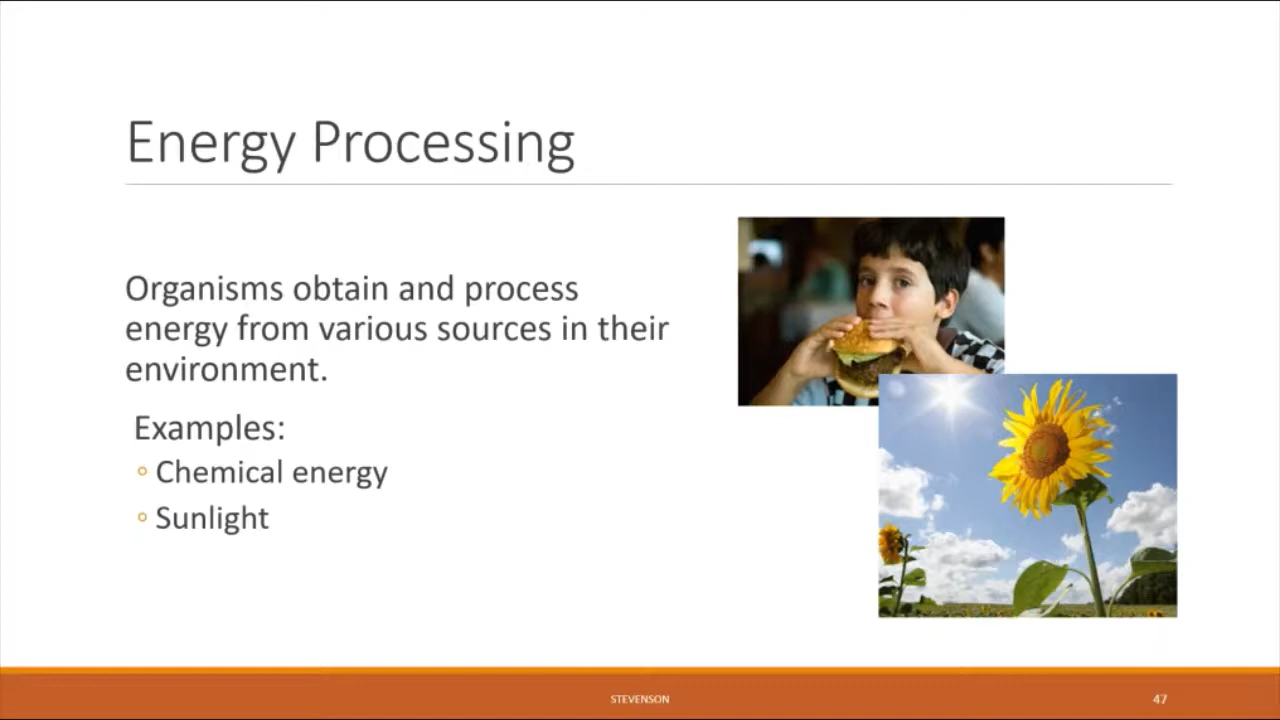 Energy Processing
Organisms obtain and process
energy from various sources in their
environment.
Examples:
◦ Chemical energy
◦ Sunlight
STEVENSON
47